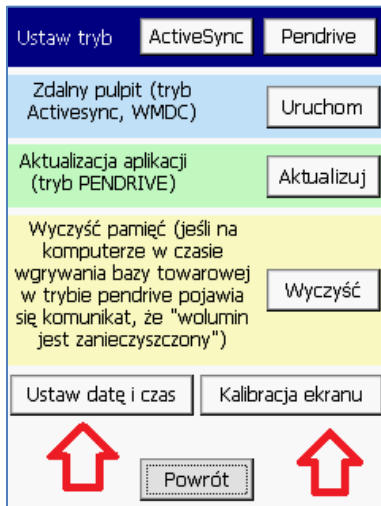 Ustaw tryb ActiveSync Pendrive
Zdalny pulpit (tryb
Activesync, WMDC)
Uruchom
Aktualizacja aplikacji
(tryb PENDRIVE)
Aktualizuj
Wyczyść pamięć (jeśli na
komputerze w czasie
wgrywania bazy towarowej
w trybie pendrive pojawia
się komunikat, że "wolumin
jest zanieczyszczony")
Wyczyść
Ustaw datę i czas Kalibracja ekranu
Powrót